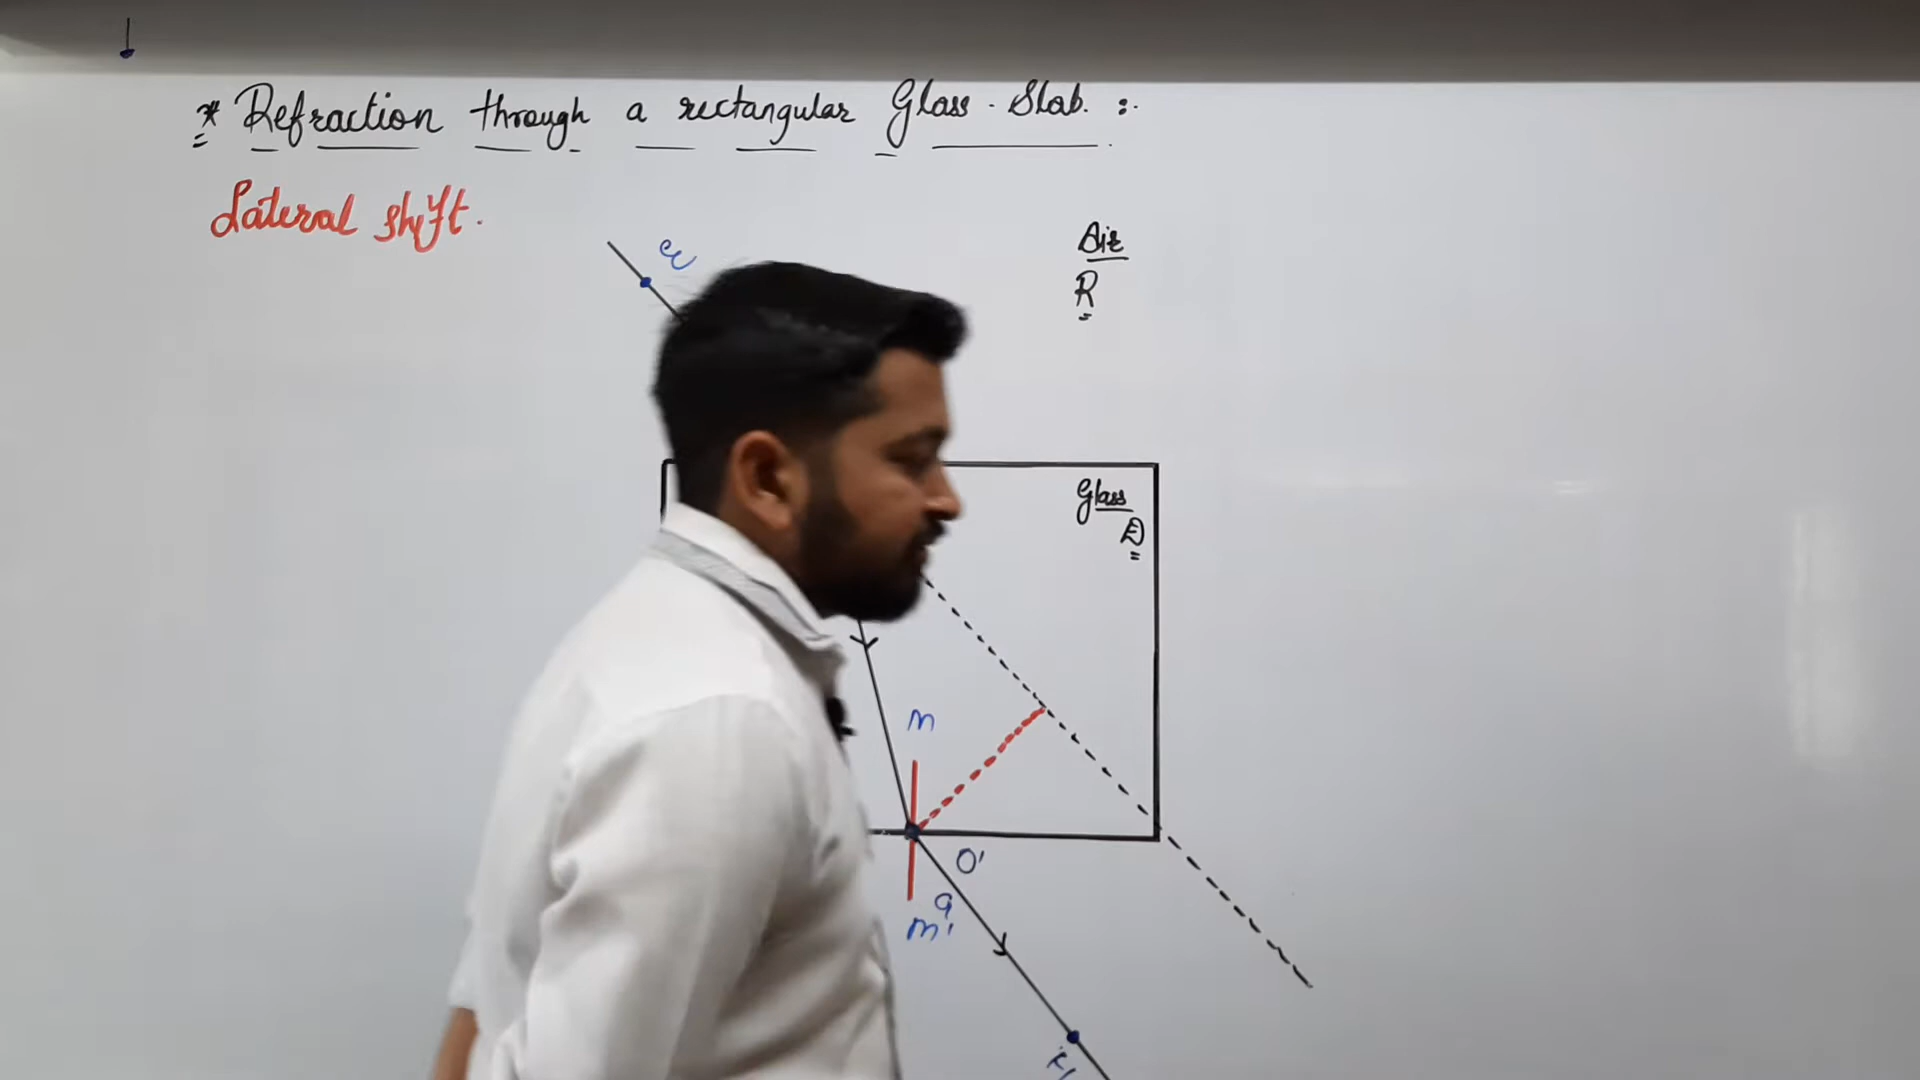 * Refraction through a rectangular Glass-Slab. :-
Lateral shift.
Air
R
Glass
D
m
O'
m'